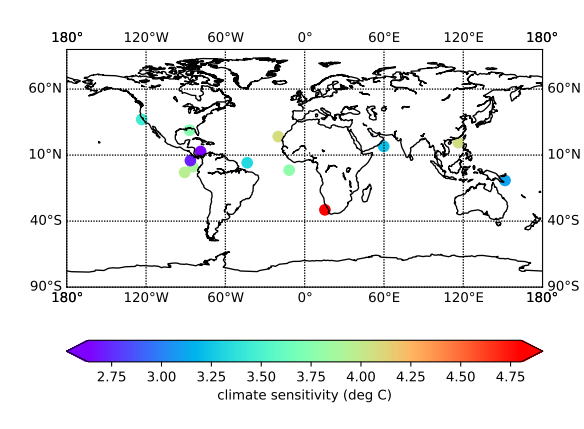 180° 120°W 60°W 0° 60°E 120°E 180°
60°N 60°N
10°N 10°N
40°S 40°S
90°S 90°S
180° 120°W 60°W 0° 60°E 120°E 180°
2.75 3.00 3.25 3.50 3.75 4.00 4.25 4.50 4.75
climate sensitivity (deg C)